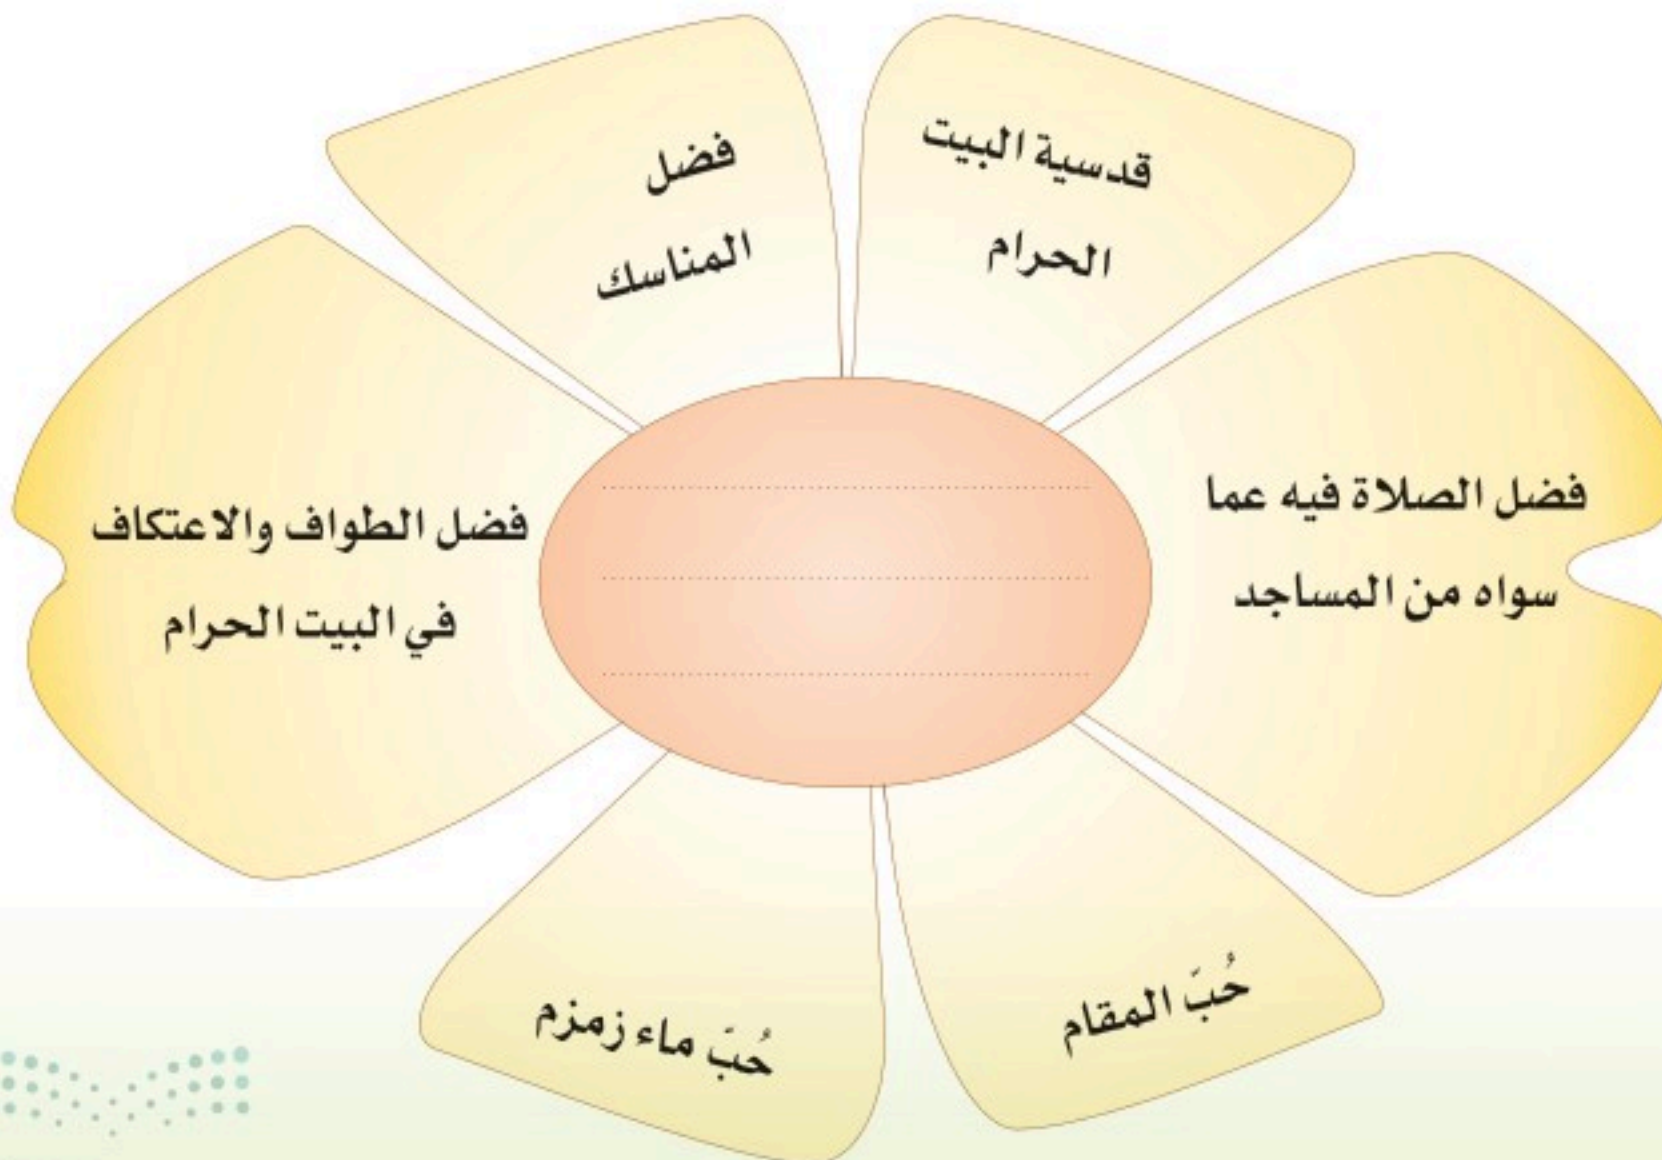 قدسية البيت
الحرام
فضل
المناسك
فضل الصلاة فيه عما
سواه من المساجد
فضل الطواف والاعتكاف
في البيت الحرام
حُبّ المقام
حُبّ ماء زمزم